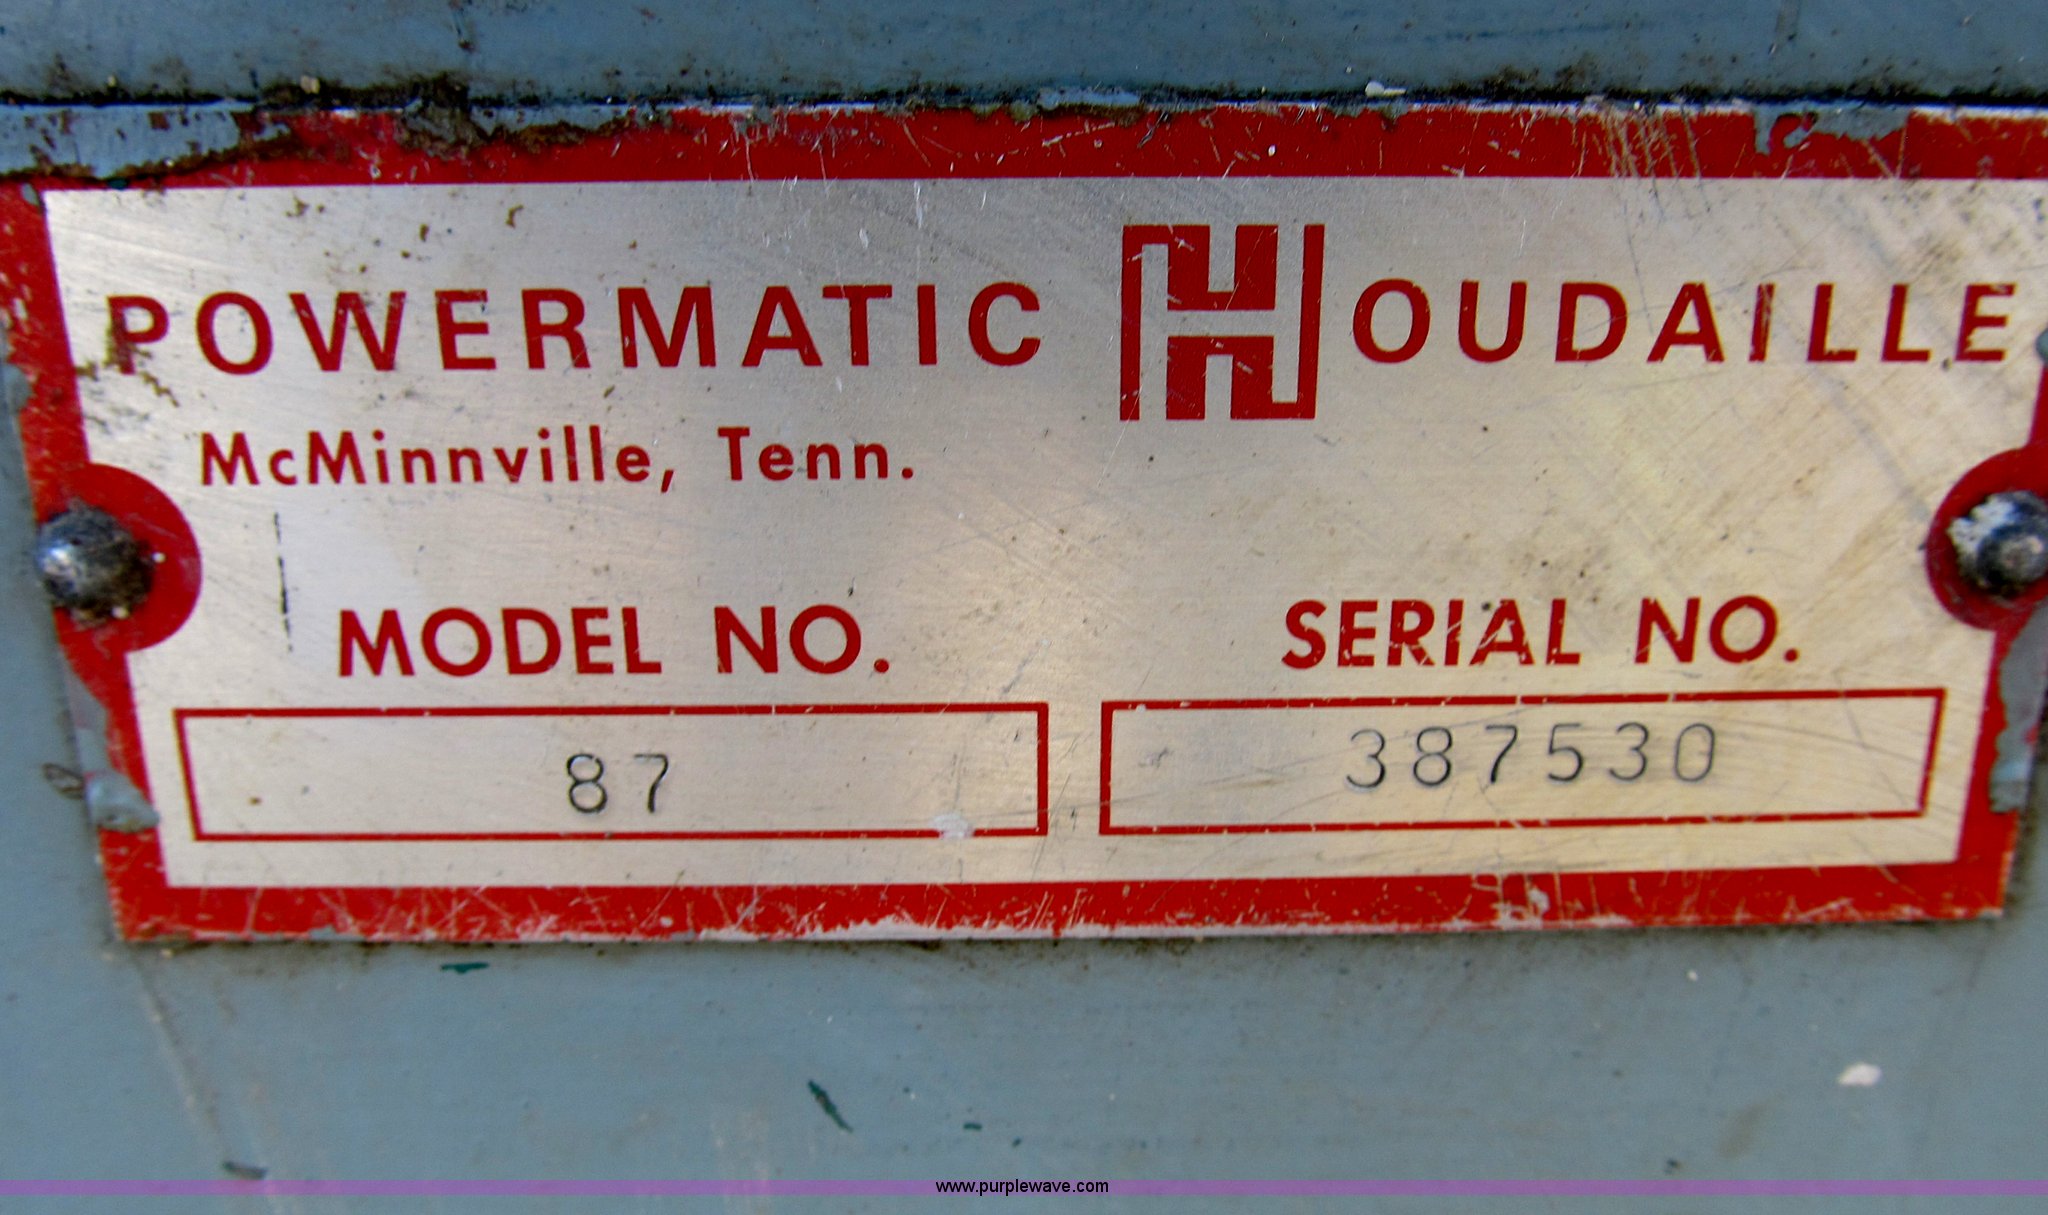 POWERMATIC HOUDAILLE
McMinnville, Tenn.
MODEL NO. SERIAL NO.
87 387530
www.purplewave.com